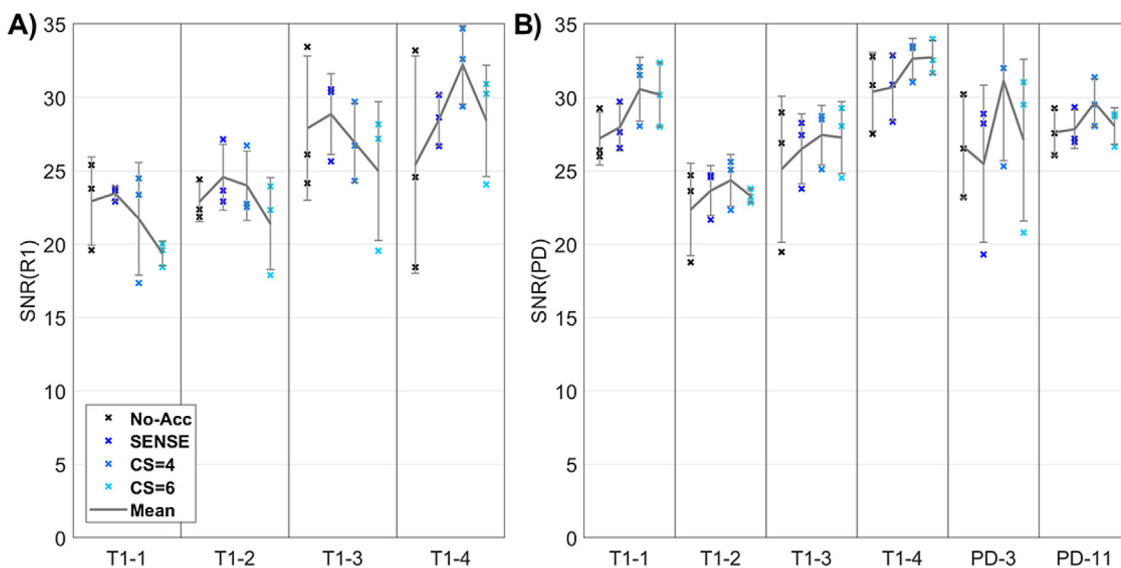 A)
SNR(R1)
35
30
25
20
15
10
5
0
No-Acc
SENSE
CS=4
CS=6
Mean
T1-1 T1-2 T1-3 T1-4
B)
SNR(PD)
35
30
25
20
15
10
5
0
T1-1 T1-2 T1-3 T1-4 PD-3 PD-11